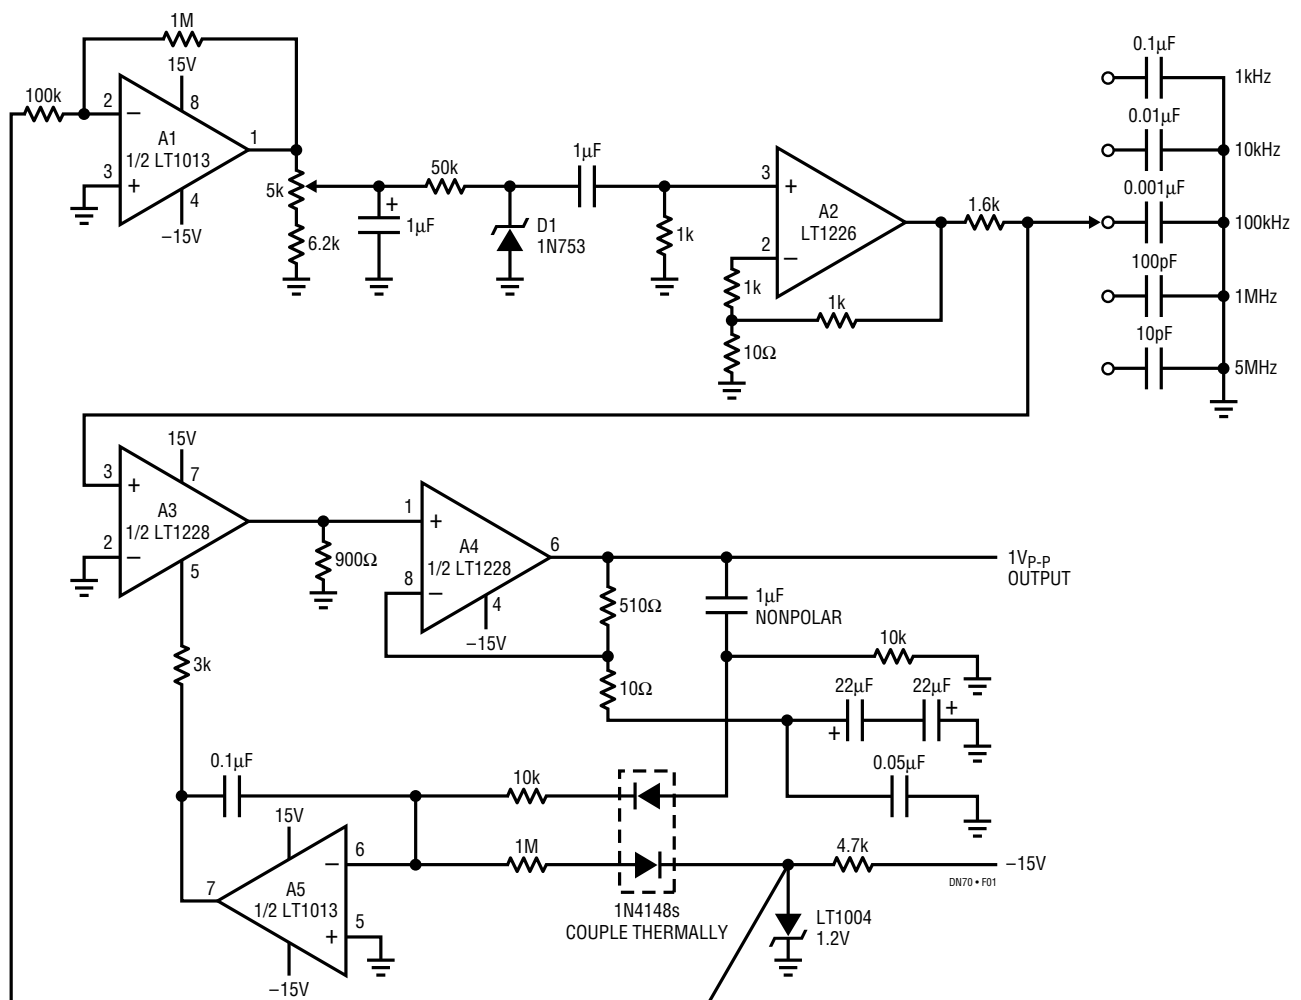 1M
15V
100k
2
8
−
A1
1/2 LT1013
1
3
+
4
−15V
5k
6.2k
+
1µF
50k
D1
1N753
1µF
1k
3
+
A2
LT1226
2
−
1k
1k
10Ω
1.6k
0.1µF
1kHz
0.01µF
10kHz
0.001µF
100kHz
100pF
1MHz
10pF
5MHz
15V
7
3
+
A3
1/2 LT1228
2
−
5
900Ω
3k
1
+
A4
1/2 LT1228
6
8
−
4
−15V
510Ω
10Ω
1µF
NONPOLAR
1VP-P
OUTPUT
10k
22µF
22µF
+
+
0.05µF
0.1µF
10k
15V
6
−
1M
4.7k
−15V
DN70 • F01
7
A5
1/2 LT1013
5
+
−15V
1N4148s
COUPLE THERMALLY
LT1004
1.2V